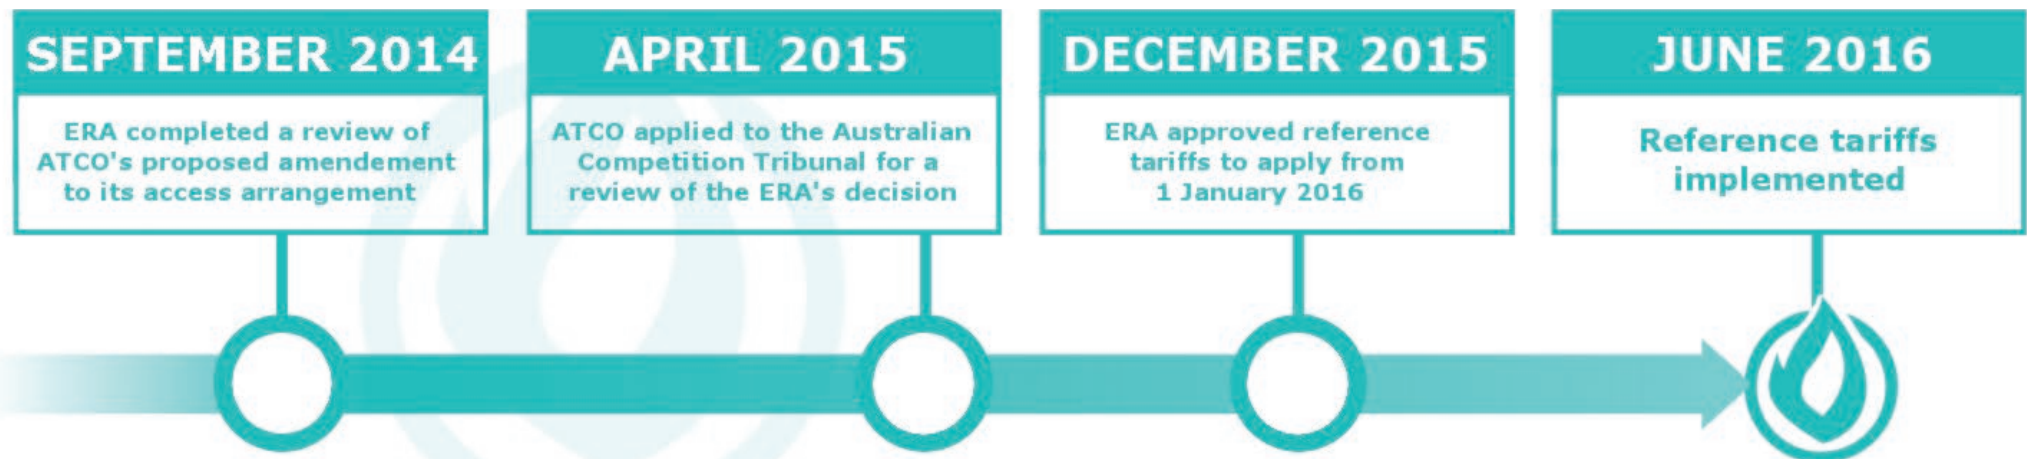 SEPTEMBER 2014
ERA completed a review of
ATCO's proposed amendement
to its access arrangement
APRIL 2015
ATCO applied to the Australian
Competition Tribunal for a
review of the ERA's decision
DECEMBER 2015
ERA approved reference
tariffs to apply from
1 January 2016
JUNE 2016
Reference tariffs
implemented